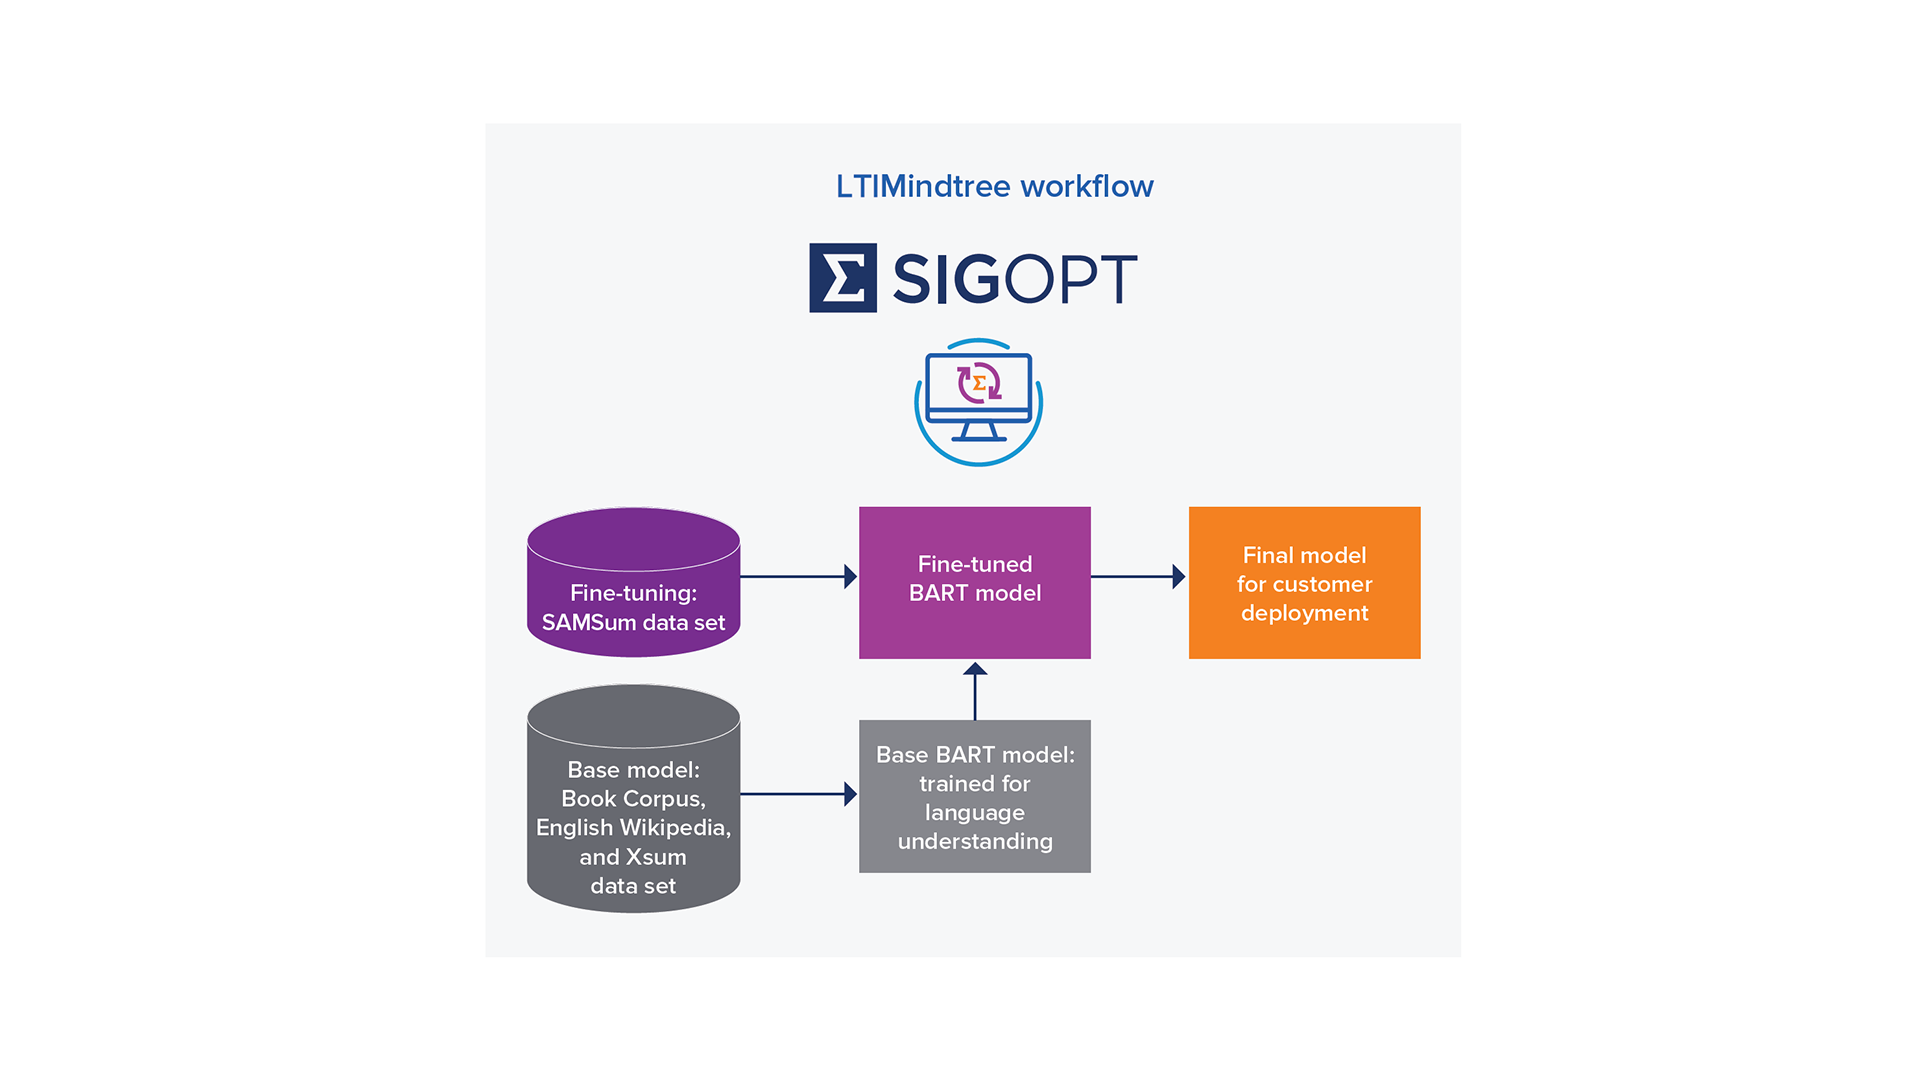 LTIMindtree workflow
Σ SIGOPT
Σ
Fine-tuning:
SAMSum data set
Fine-tuned
BART model
Final model
for customer
deployment
Base model:
Book Corpus,
English Wikipedia,
and Xsum
data set
Base BART model:
trained for
language
understanding